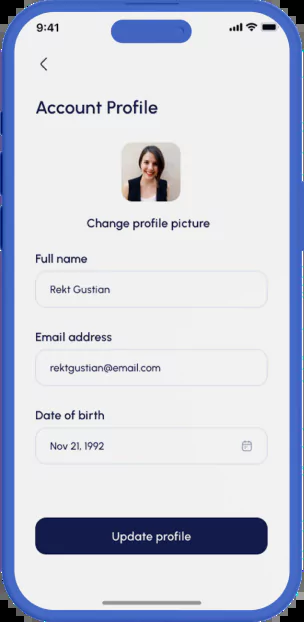 9:41
Account Profile
Change profile picture
Full name
Rekt Gustian
Email address
rektgustian@email.com
Date of birth
Nov 21, 1992
Update profile